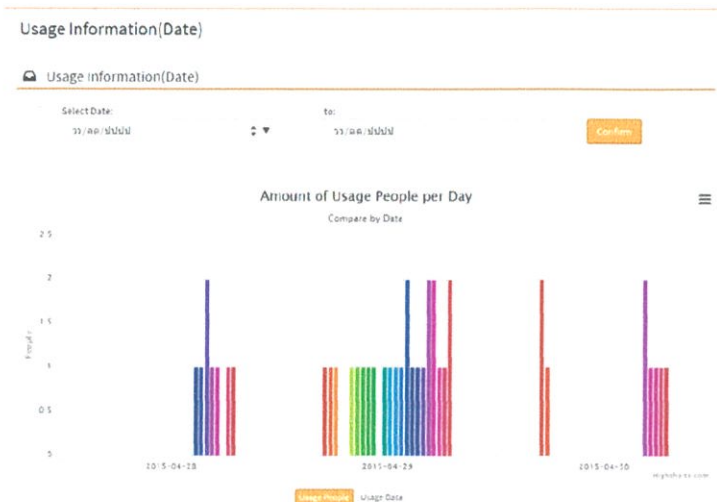 Usage Information(Date)
Usage Information(Date)
Select Date:
to:
วว/ดด/ปปปป
วว/ดด/ปปปป
Confirm
Amount of Usage People per Day
Compare by Date
2.5
2
1.5
1
0.5
People
2015-04-28
2015-04-29
2015-04-30
Highcharts.com
Usage People
Usage Data